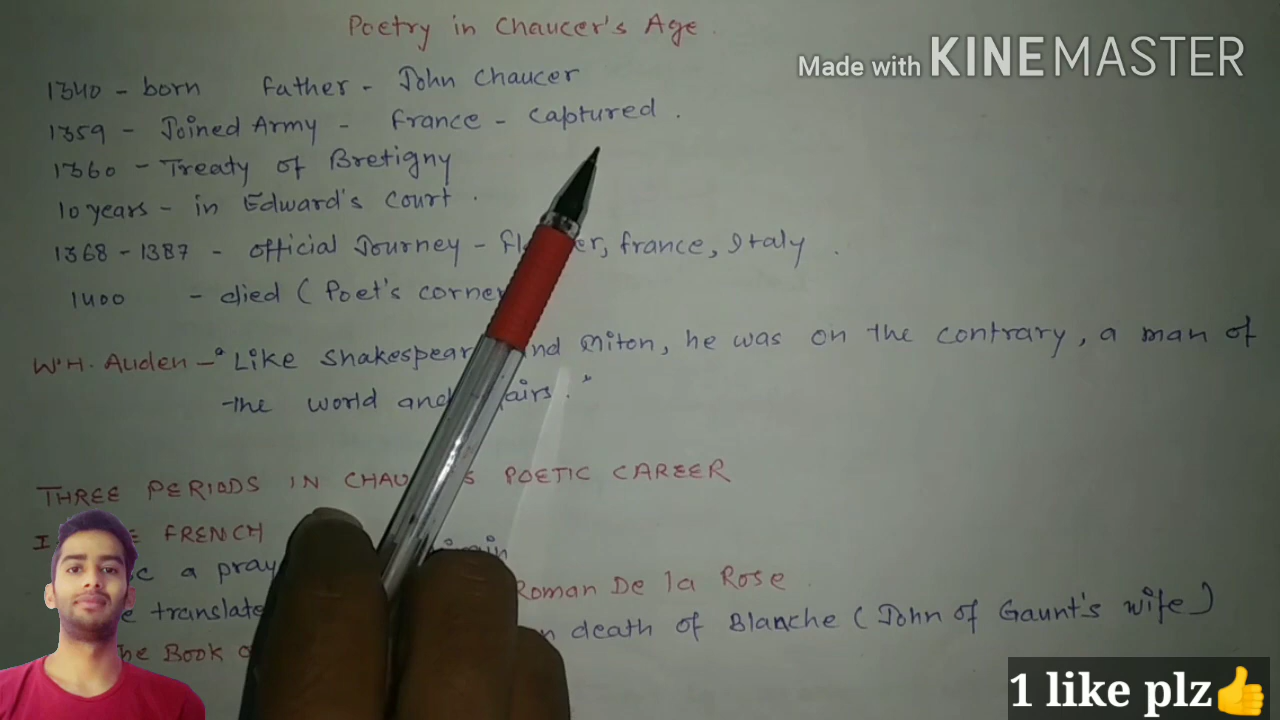 Poetry in Chaucer's Age.
Made with KINEMASTER
1340 - born Father - John Chaucer
1359 - Joined Army - France - captured.
1360 - Treaty of Bretigny
10 years - in Edward's Court.
1368 - 1387 - official Journey - france, Italy.
1400 - died (Poet's corner
W.H. Auden - "Like Shakespear and Miton, he was on the contrary, a man of
the world and airs."
THREE PERIODS IN POETIC CAREER
FRENCH
a pray
translate Roman De la Rose
Book death of Blanche (John of Gaunt's wife)
1 like plz👍